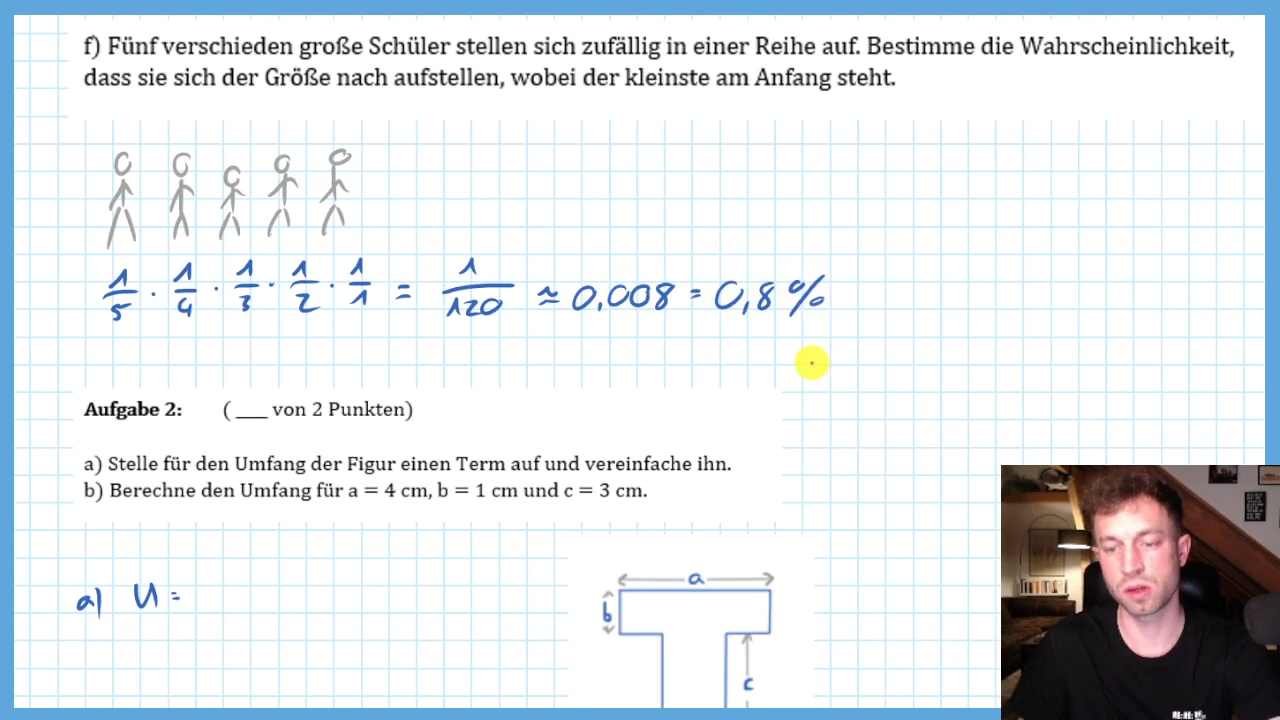 f) Fünf verschieden große Schüler stellen sich zufällig in einer Reihe auf. Bestimme die Wahrscheinlichkeit,
dass sie sich der Größe nach aufstellen, wobei der kleinste am Anfang steht.
1/5 · 1/4 · 1/3 · 1/2 · 1/1 = 1/120 ≈ 0,008 = 0,8 %
Aufgabe 2: ( ___ von 2 Punkten)
a) Stelle für den Umfang der Figur einen Term auf und vereinfache ihn.
b) Berechne den Umfang für a = 4 cm, b = 1 cm und c = 3 cm.
a) U =
a
b
c